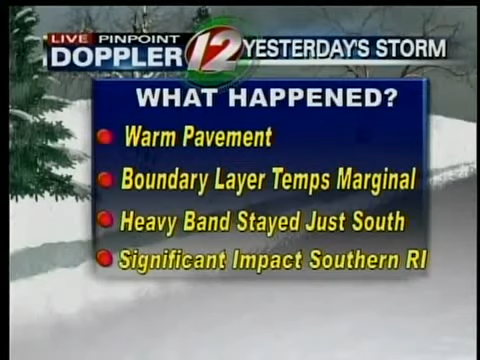 LIVE PINPOINT
DOPPLER 12 YESTERDAY'S STORM
WHAT HAPPENED?
Warm Pavement
Boundary Layer Temps Marginal
Heavy Band Stayed Just South
Significant Impact Southern RI